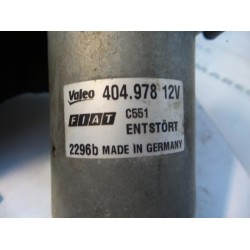 Valeo 404.978 12V
FIAT C551
ENTSTÖRT
2296b MADE IN GERMANY